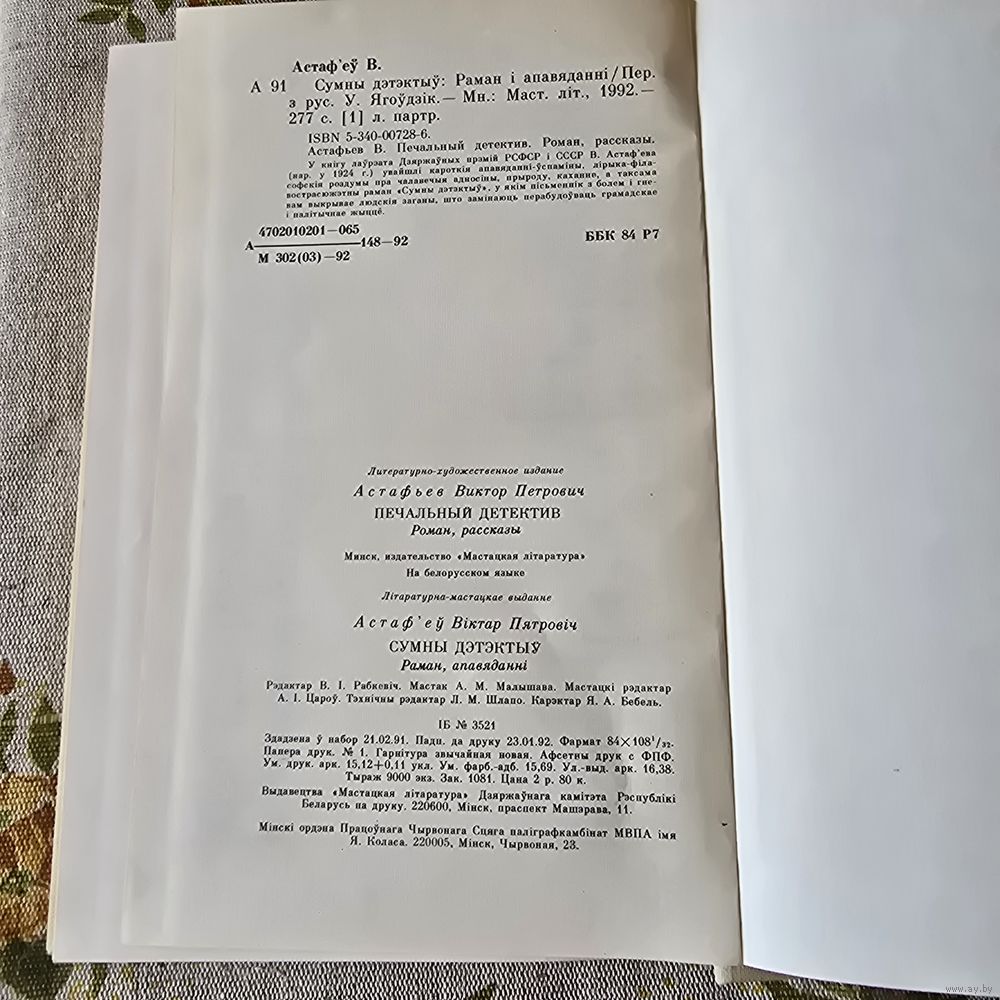 Астаф'еў В.
А 91 Сумны дэтэктыў: Раман і апавяданні/Пер.
з рус. У. Ягоўдзік.— Мн.: Маст. літ., 1992.—
277 с. [1] л. партр.
ISBN 5-340-00728-6.
Астафьев В. Печальный детектив. Роман, рассказы.
У кнігу лаўрэата Дзяржаўных прэмій РСФСР і СССР В. Астаф'ева
(нар. у 1924 г.) увайшлі кароткія апавяданні-ўспаміны, лірыка-філа-
софскія роздумы пра чалавечыя адносіны, прыроду, каханне, а таксама
вострасюжэтны раман «Сумны дэтэктыў», у якім пісьменнік з болем і гне-
вам выкрывае людскія заганы, што замінаюць перабудоўваць грамадскае
і палітычнае жыццё.
4702010201—065
А 148—92
М 302(03)—92
ББК 84 Р7
Литературно-художественное издание
Астафьев Виктор Петрович
ПЕЧАЛЬНЫЙ ДЕТЕКТИВ
Роман, рассказы
Минск, издательство «Мастацкая літаратура»
На белорусском языке
Літаратурна-мастацкае выданне
Астаф'еў Віктар Пятровіч
СУМНЫ ДЭТЭКТЫЎ
Раман, апавяданні
Рэдактар В. І. Рабкевіч. Мастак А. М. Малышава. Мастацкі рэдактар
А. І. Цароў. Тэхнічны рэдактар Л. М. Шлапо. Карэктар Я. А. Бебель.
ІБ № 3521
Здадзена ў набор 21.02.91. Падп. да друку 23.01.92. Фармат 84×108¹/₃₂.
Папера друк. № 1. Гарнітура звычайная новая. Афсетны друк с ФПФ.
Ум. друк. арк. 15,12+0,11 укл. Ум. фарб.-адб. 15,69. Ул.-выд. арк. 16,38.
Тыраж 9000 экз. Зак. 1081. Цана 2 р. 80 к.
Выдавецтва «Мастацкая літаратура» Дзяржаўнага камітэта Рэспублікі
Беларусь па друку. 220600, Мінск, праспект Машэрава, 11.
Мінскі ордэна Працоўнага Чырвонага Сцяга паліграфкамбінат МВПА імя
Я. Коласа. 220005, Мінск, Чырвоная, 23.
www.ay.by